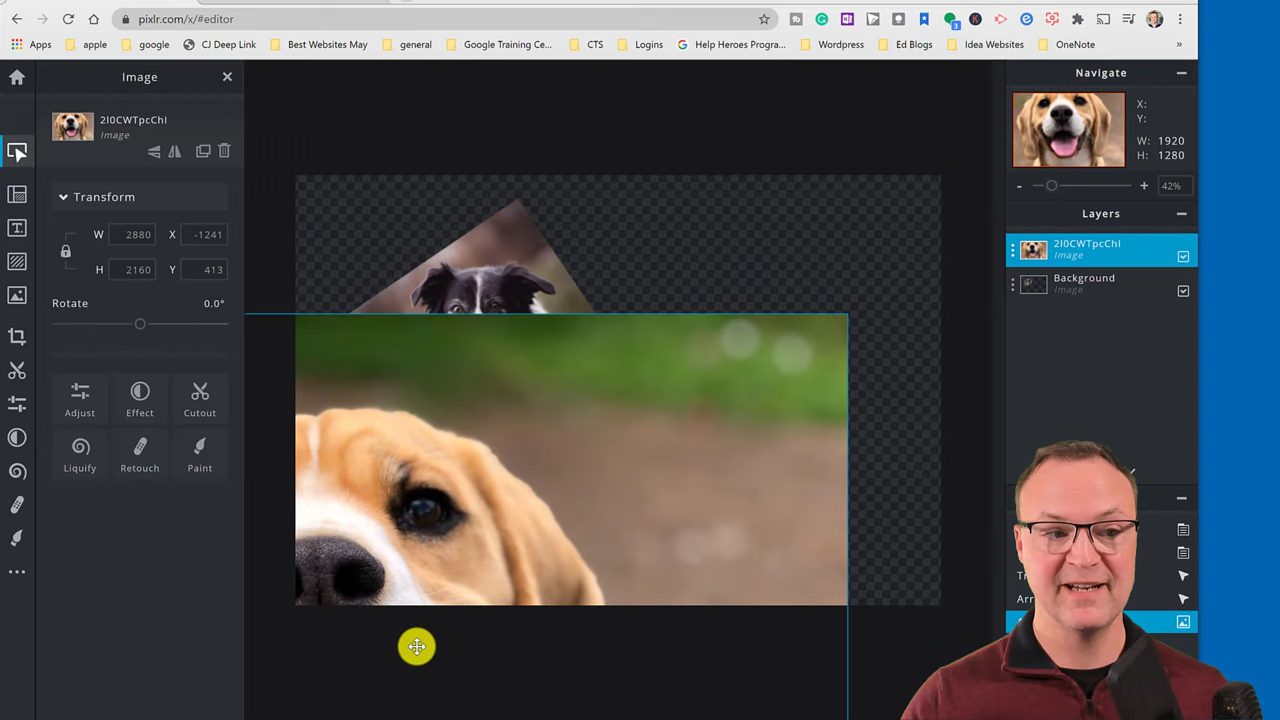 pixlr.com/x/#editor
3
Apps apple google CJ Deep Link Best Websites May general Google Training Ce... CTS Logins Help Heroes Progra... Wordpress Ed Blogs Idea Websites OneNote »
Image
2I0CWTpcChI
Image
Transform
W 2880 X -1241
H 2160 Y 413
Rotate 0.0°
Adjust Effect Cutout
Liquify Retouch Paint
Navigate
X:
Y:
W: 1920
H: 1280
- + 42%
Layers
2I0CWTpcChI
Image
Background
Image